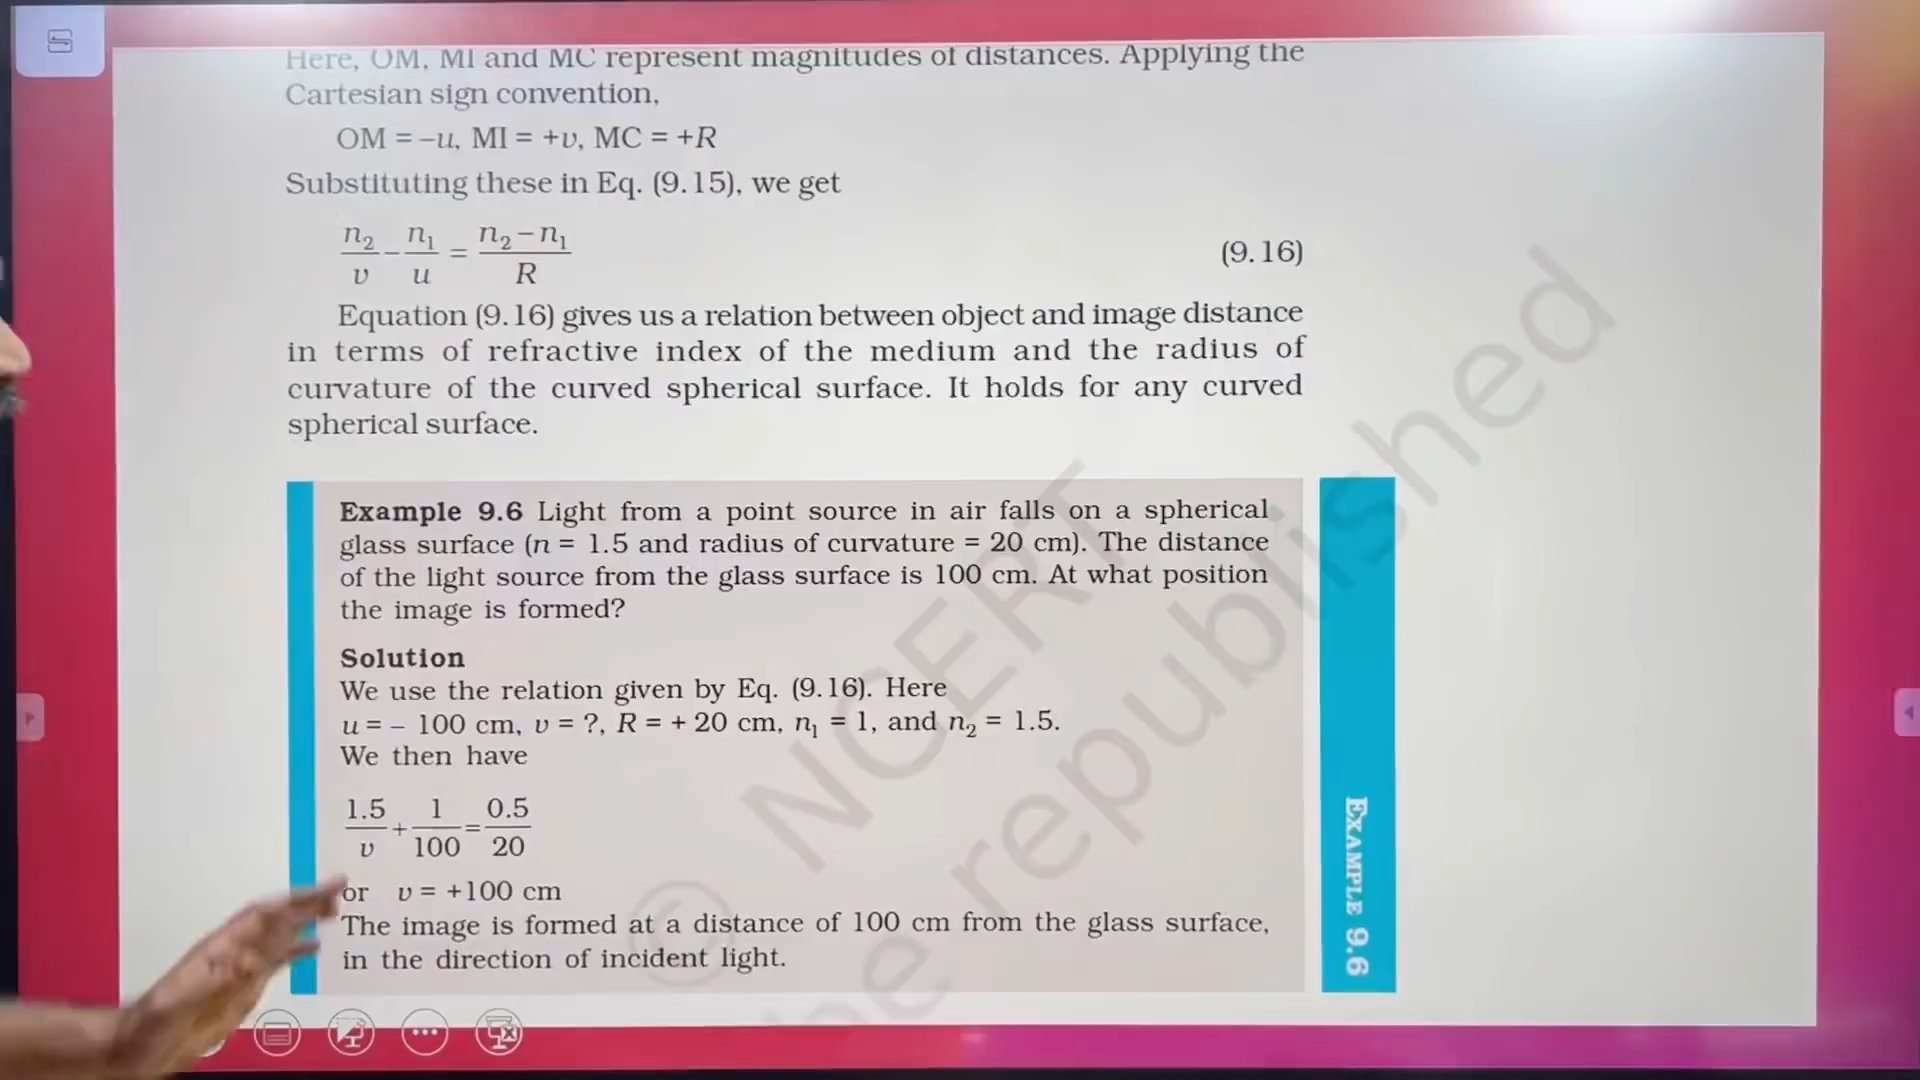 Here, OM, MI and MC represent magnitudes of distances. Applying the
Cartesian sign convention,
OM = –u, MI = +v, MC = +R
Substituting these in Eq. (9.15), we get
n₂/v – n₁/u = (n₂ – n₁)/R (9.16)
Equation (9.16) gives us a relation between object and image distance
in terms of refractive index of the medium and the radius of
curvature of the curved spherical surface. It holds for any curved
spherical surface.
Example 9.6 Light from a point source in air falls on a spherical
glass surface (n = 1.5 and radius of curvature = 20 cm). The distance
of the light source from the glass surface is 100 cm. At what position
the image is formed?
Solution
We use the relation given by Eq. (9.16). Here
u = – 100 cm, v = ?, R = + 20 cm, n₁ = 1, and n₂ = 1.5.
We then have
1.5/v + 1/100 = 0.5/20
or v = +100 cm
The image is formed at a distance of 100 cm from the glass surface,
in the direction of incident light.
EXAMPLE 9.6
© NCERT
he republished